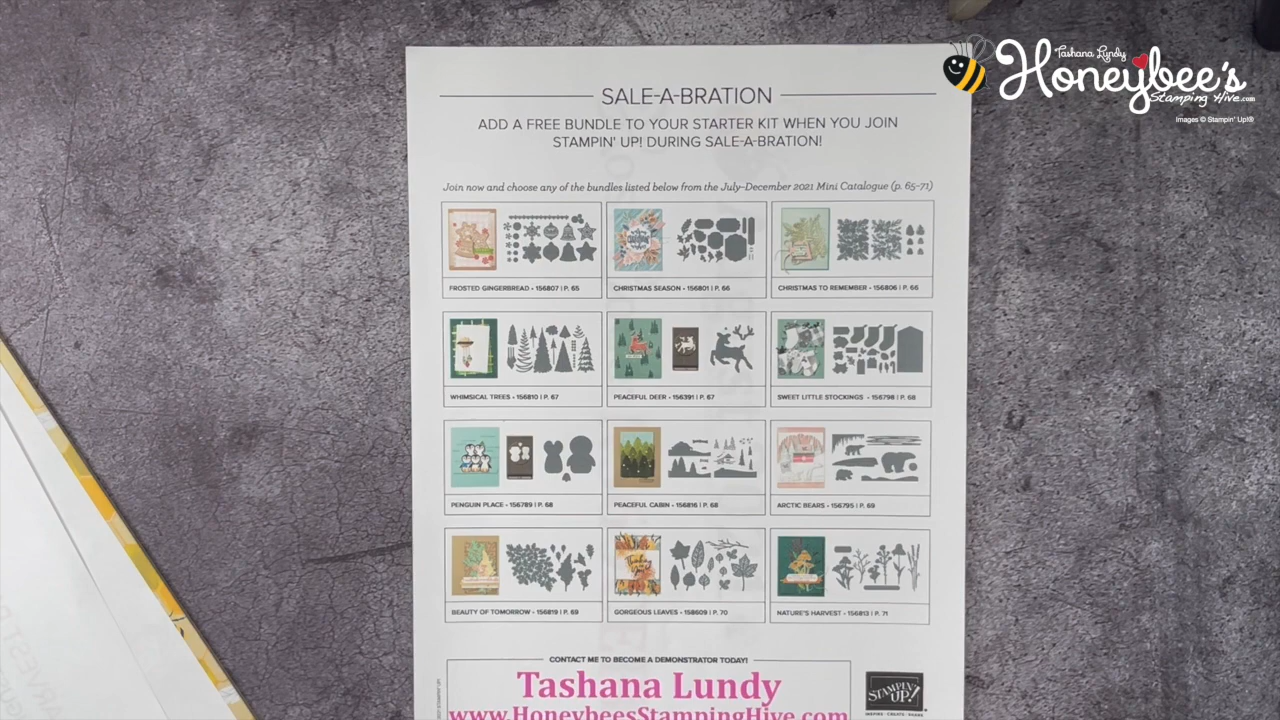 Tashana Lundy
Honeybee's
Stamping Hive.com
Images © Stampin' Up!®
SALE-A-BRATION
ADD A FREE BUNDLE TO YOUR STARTER KIT WHEN YOU JOIN
STAMPIN' UP! DURING SALE-A-BRATION!
Join now and choose any of the bundles listed below from the July–December 2021 Mini Catalogue (p. 65-71)
FROSTED GINGERBREAD • 156807 | P. 65
CHRISTMAS SEASON • 156801 | P. 66
CHRISTMAS TO REMEMBER • 156806 | P. 66
WHIMSICAL TREES • 156810 | P. 67
PEACEFUL DEER • 156391 | P. 67
SWEET LITTLE STOCKINGS • 156798 | P. 68
PENGUIN PLACE • 156789 | P. 68
PEACEFUL CABIN • 156816 | P. 68
ARCTIC BEARS • 156795 | P. 69
BEAUTY OF TOMORROW • 156819 | P. 69
GORGEOUS LEAVES • 158609 | P. 70
NATURE'S HARVEST • 156813 | P. 71
CONTACT ME TO BECOME A DEMONSTRATOR TODAY!
Tashana Lundy
www.HoneybeesStampingHive.com
STAMPIN' UP!
INSPIRE • CREATE • SHARE